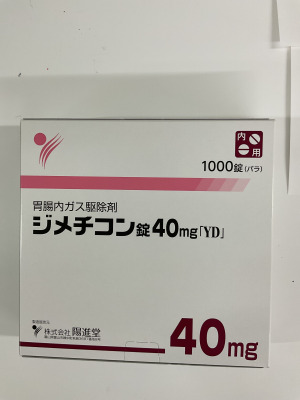 内 用
1000錠(バラ)
胃腸内ガス駆除剤
ジメチコン錠40mg「YD」
株式会社 陽進堂
40mg